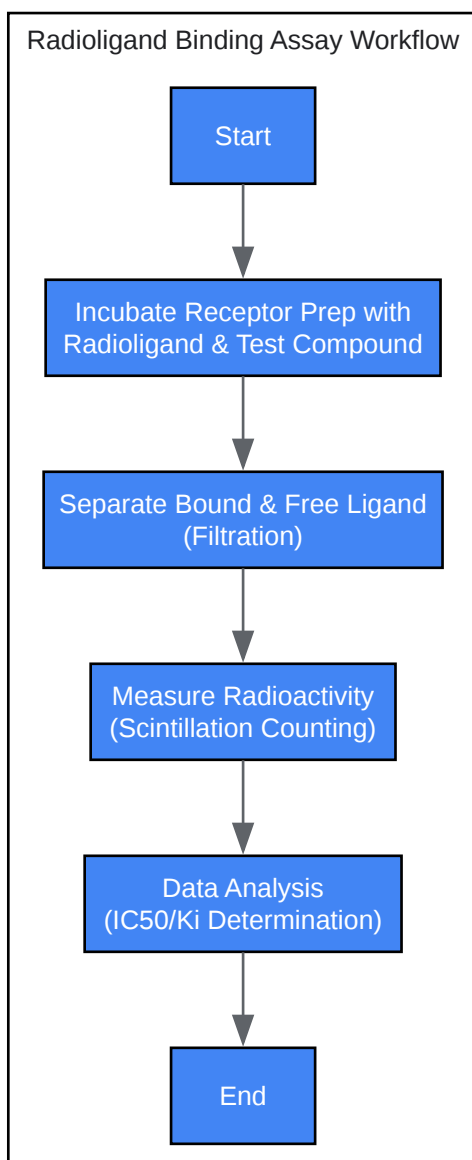 Radioligand Binding Assay Workflow
Start
Incubate Receptor Prep with
Radioligand & Test Compound
Separate Bound & Free Ligand
(Filtration)
Measure Radioactivity
(Scintillation Counting)
Data Analysis
(IC50/Ki Determination)
End